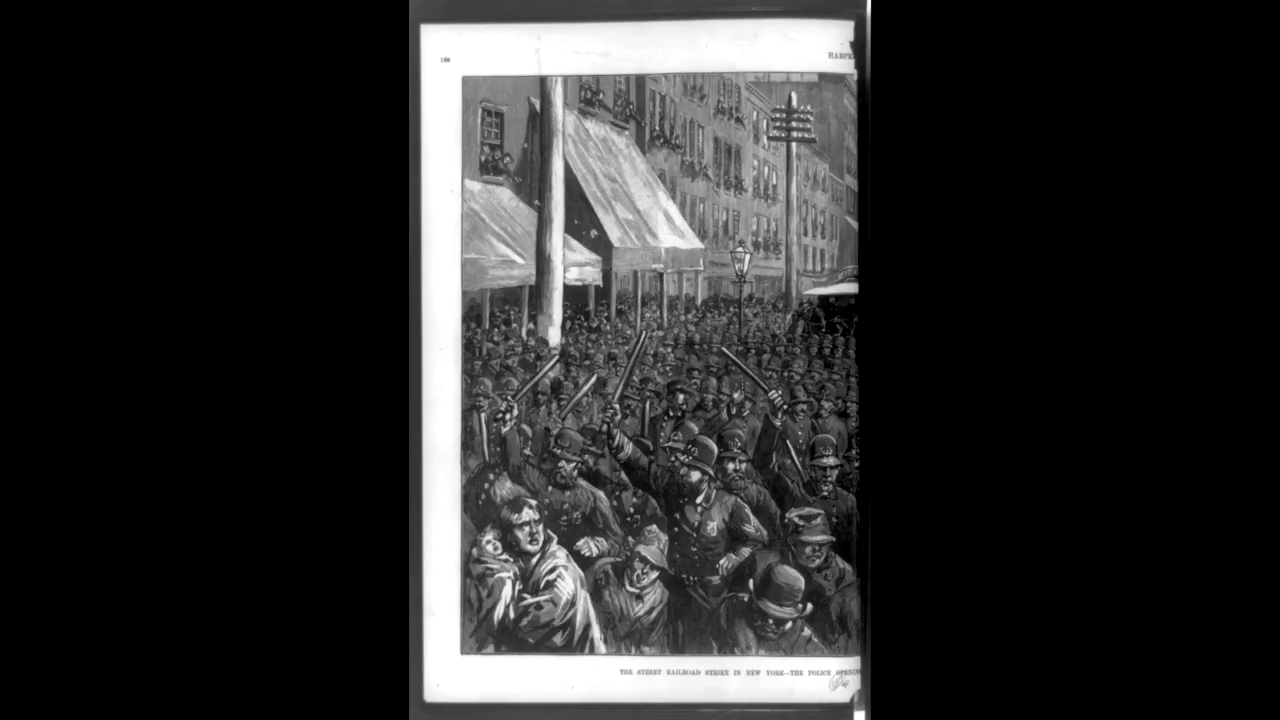 166
HARPE
THE STREET RAILROAD STRIKE IN NEW YORK—THE POLICE OPENING